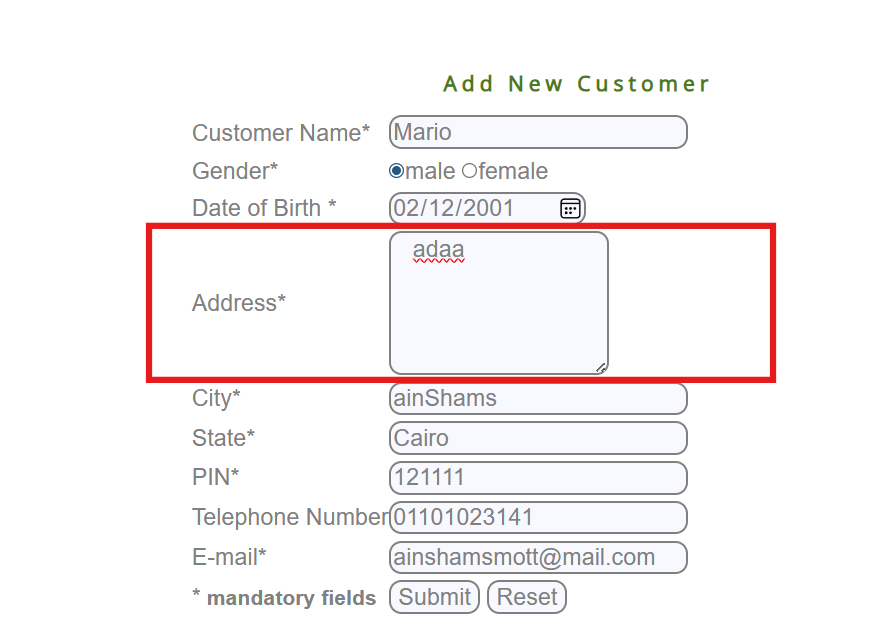 Add New Customer
Customer Name* Mario
Gender* male female
Date of Birth * 02/12/2001
Address* adaa
City* ainShams
State* Cairo
PIN* 121111
Telephone Number 01101023141
E-mail* ainshamsmott@mail.com
* mandatory fields Submit Reset